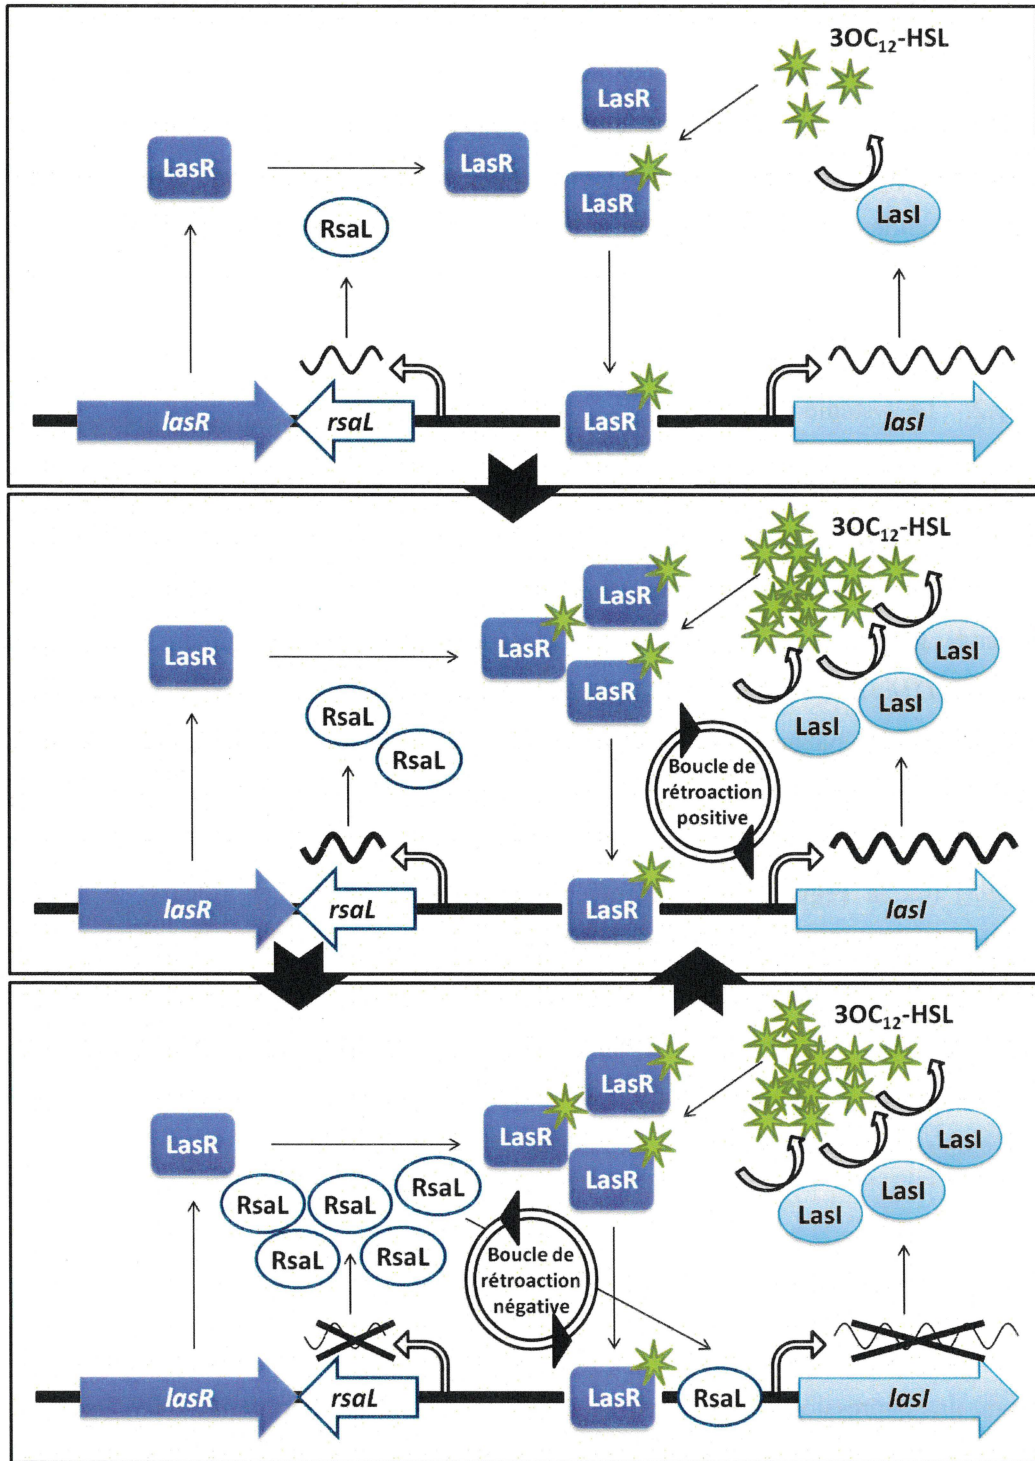 3OC₁₂-HSL
LasR
LasR
LasR
LasR
RsaL
LasI
LasR
lasR
rsaL
lasI
3OC₁₂-HSL
LasR
LasR
LasR
LasR
LasI
LasI
LasI
RsaL
RsaL
Boucle de
rétroaction
positive
LasR
lasR
rsaL
lasI
3OC₁₂-HSL
LasR
LasR
LasR
LasR
LasI
LasI
LasI
RsaL
RsaL
RsaL
RsaL
RsaL
Boucle de
rétroaction
négative
lasR
rsaL
LasR
RsaL
lasI